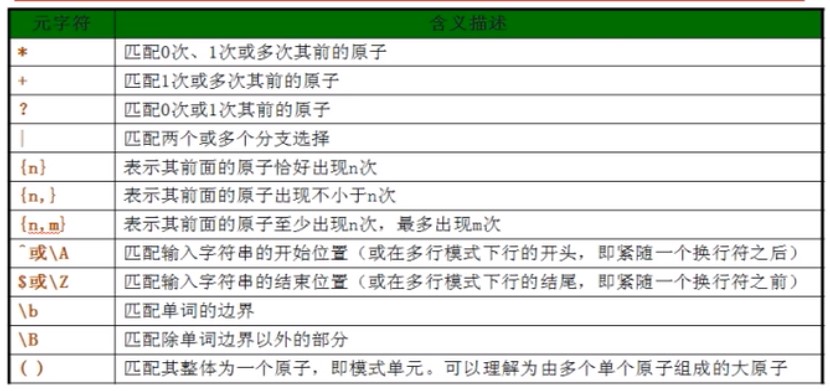 元字符 含义描述
* 匹配0次、1次或多次其前的原子
+ 匹配1次或多次其前的原子
? 匹配0次或1次其前的原子
| 匹配两个或多个分支选择
{n} 表示其前面的原子恰好出现n次
{n,} 表示其前面的原子出现不小于n次
{n,m} 表示其前面的原子至少出现n次，最多出现m次
^或\A 匹配输入字符串的开始位置（或在多行模式下行的开头，即紧随一个换行符之后）
$或\Z 匹配输入字符串的结束位置（或在多行模式下行的结尾，即紧随一个换行符之前）
\b 匹配单词的边界
\B 匹配除单词边界以外的部分
( ) 匹配其整体为一个原子，即模式单元。可以理解为由多个单个原子组成的大原子